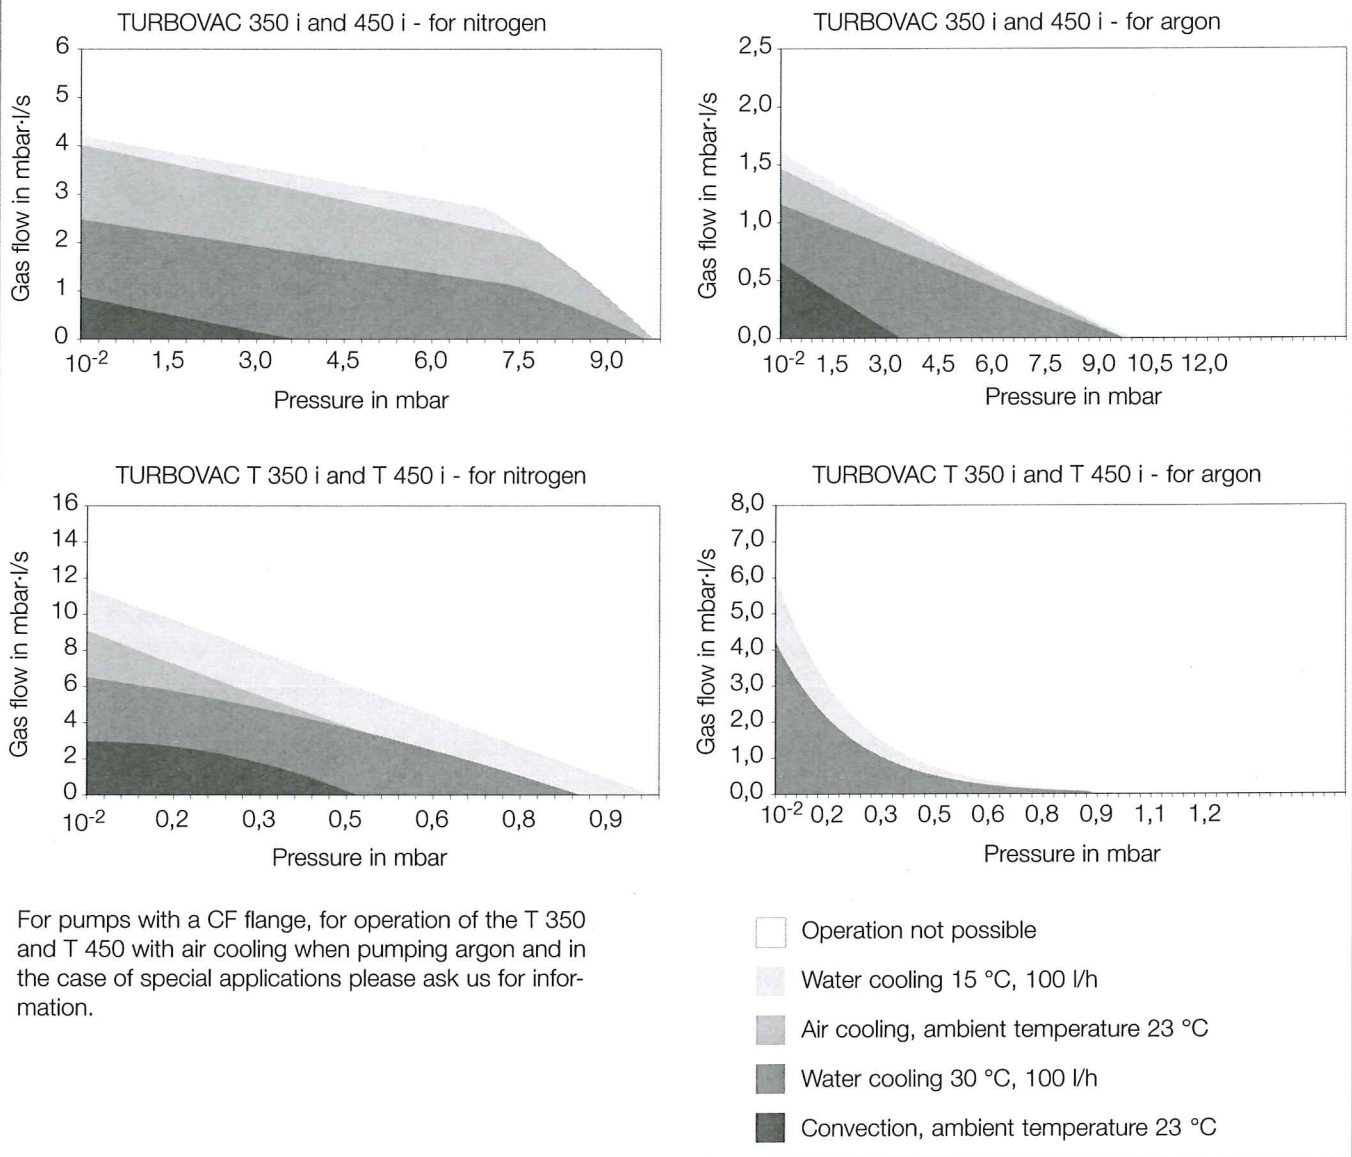 TURBOVAC 350 i and 450 i - for nitrogen
6
5
4
3
2
1
0
Gas flow in mbar·l/s
10-2 1,5 3,0 4,5 6,0 7,5 9,0
Pressure in mbar
TURBOVAC 350 i and 450 i - for argon
2,5
2,0
1,5
1,0
0,5
0,0
Gas flow in mbar·l/s
10-2 1,5 3,0 4,5 6,0 7,5 9,0 10,5 12,0
Pressure in mbar
TURBOVAC T 350 i and T 450 i - for nitrogen
16
14
12
10
8
6
4
2
0
Gas flow in mbar·l/s
10-2 0,2 0,3 0,5 0,6 0,8 0,9
Pressure in mbar
TURBOVAC T 350 i and T 450 i - for argon
8,0
7,0
6,0
5,0
4,0
3,0
2,0
1,0
0,0
Gas flow in mbar·l/s
10-2 0,2 0,3 0,5 0,6 0,8 0,9 1,1 1,2
Pressure in mbar
For pumps with a CF flange, for operation of the T 350
and T 450 with air cooling when pumping argon and in
the case of special applications please ask us for infor-
mation.
Operation not possible
Water cooling 15 °C, 100 l/h
Air cooling, ambient temperature 23 °C
Water cooling 30 °C, 100 l/h
Convection, ambient temperature 23 °C